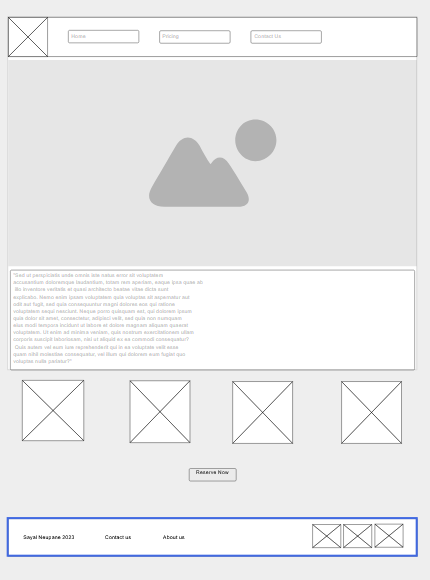 Home
Pricing
Contact Us
"Sed ut perspiciatis unde omnis iste natus error sit voluptatem
accusantium doloremque laudantium, totam rem aperiam, eaque ipsa quae ab
illo inventore veritatis et quasi architecto beatae vitae dicta sunt
explicabo. Nemo enim ipsam voluptatem quia voluptas sit aspernatur aut
odit aut fugit, sed quia consequuntur magni dolores eos qui ratione
voluptatem sequi nesciunt. Neque porro quisquam est, qui dolorem ipsum
quia dolor sit amet, consectetur, adipisci velit, sed quia non numquam
eius modi tempora incidunt ut labore et dolore magnam aliquam quaerat
voluptatem. Ut enim ad minima veniam, quis nostrum exercitationem ullam
corporis suscipit laboriosam, nisi ut aliquid ex ea commodi consequatur?
Quis autem vel eum iure reprehenderit qui in ea voluptate velit esse
quam nihil molestiae consequatur, vel illum qui dolorem eum fugiat quo
voluptas nulla pariatur?"
Reserve Now
Sayal Neupane 2023
Contact us
About us